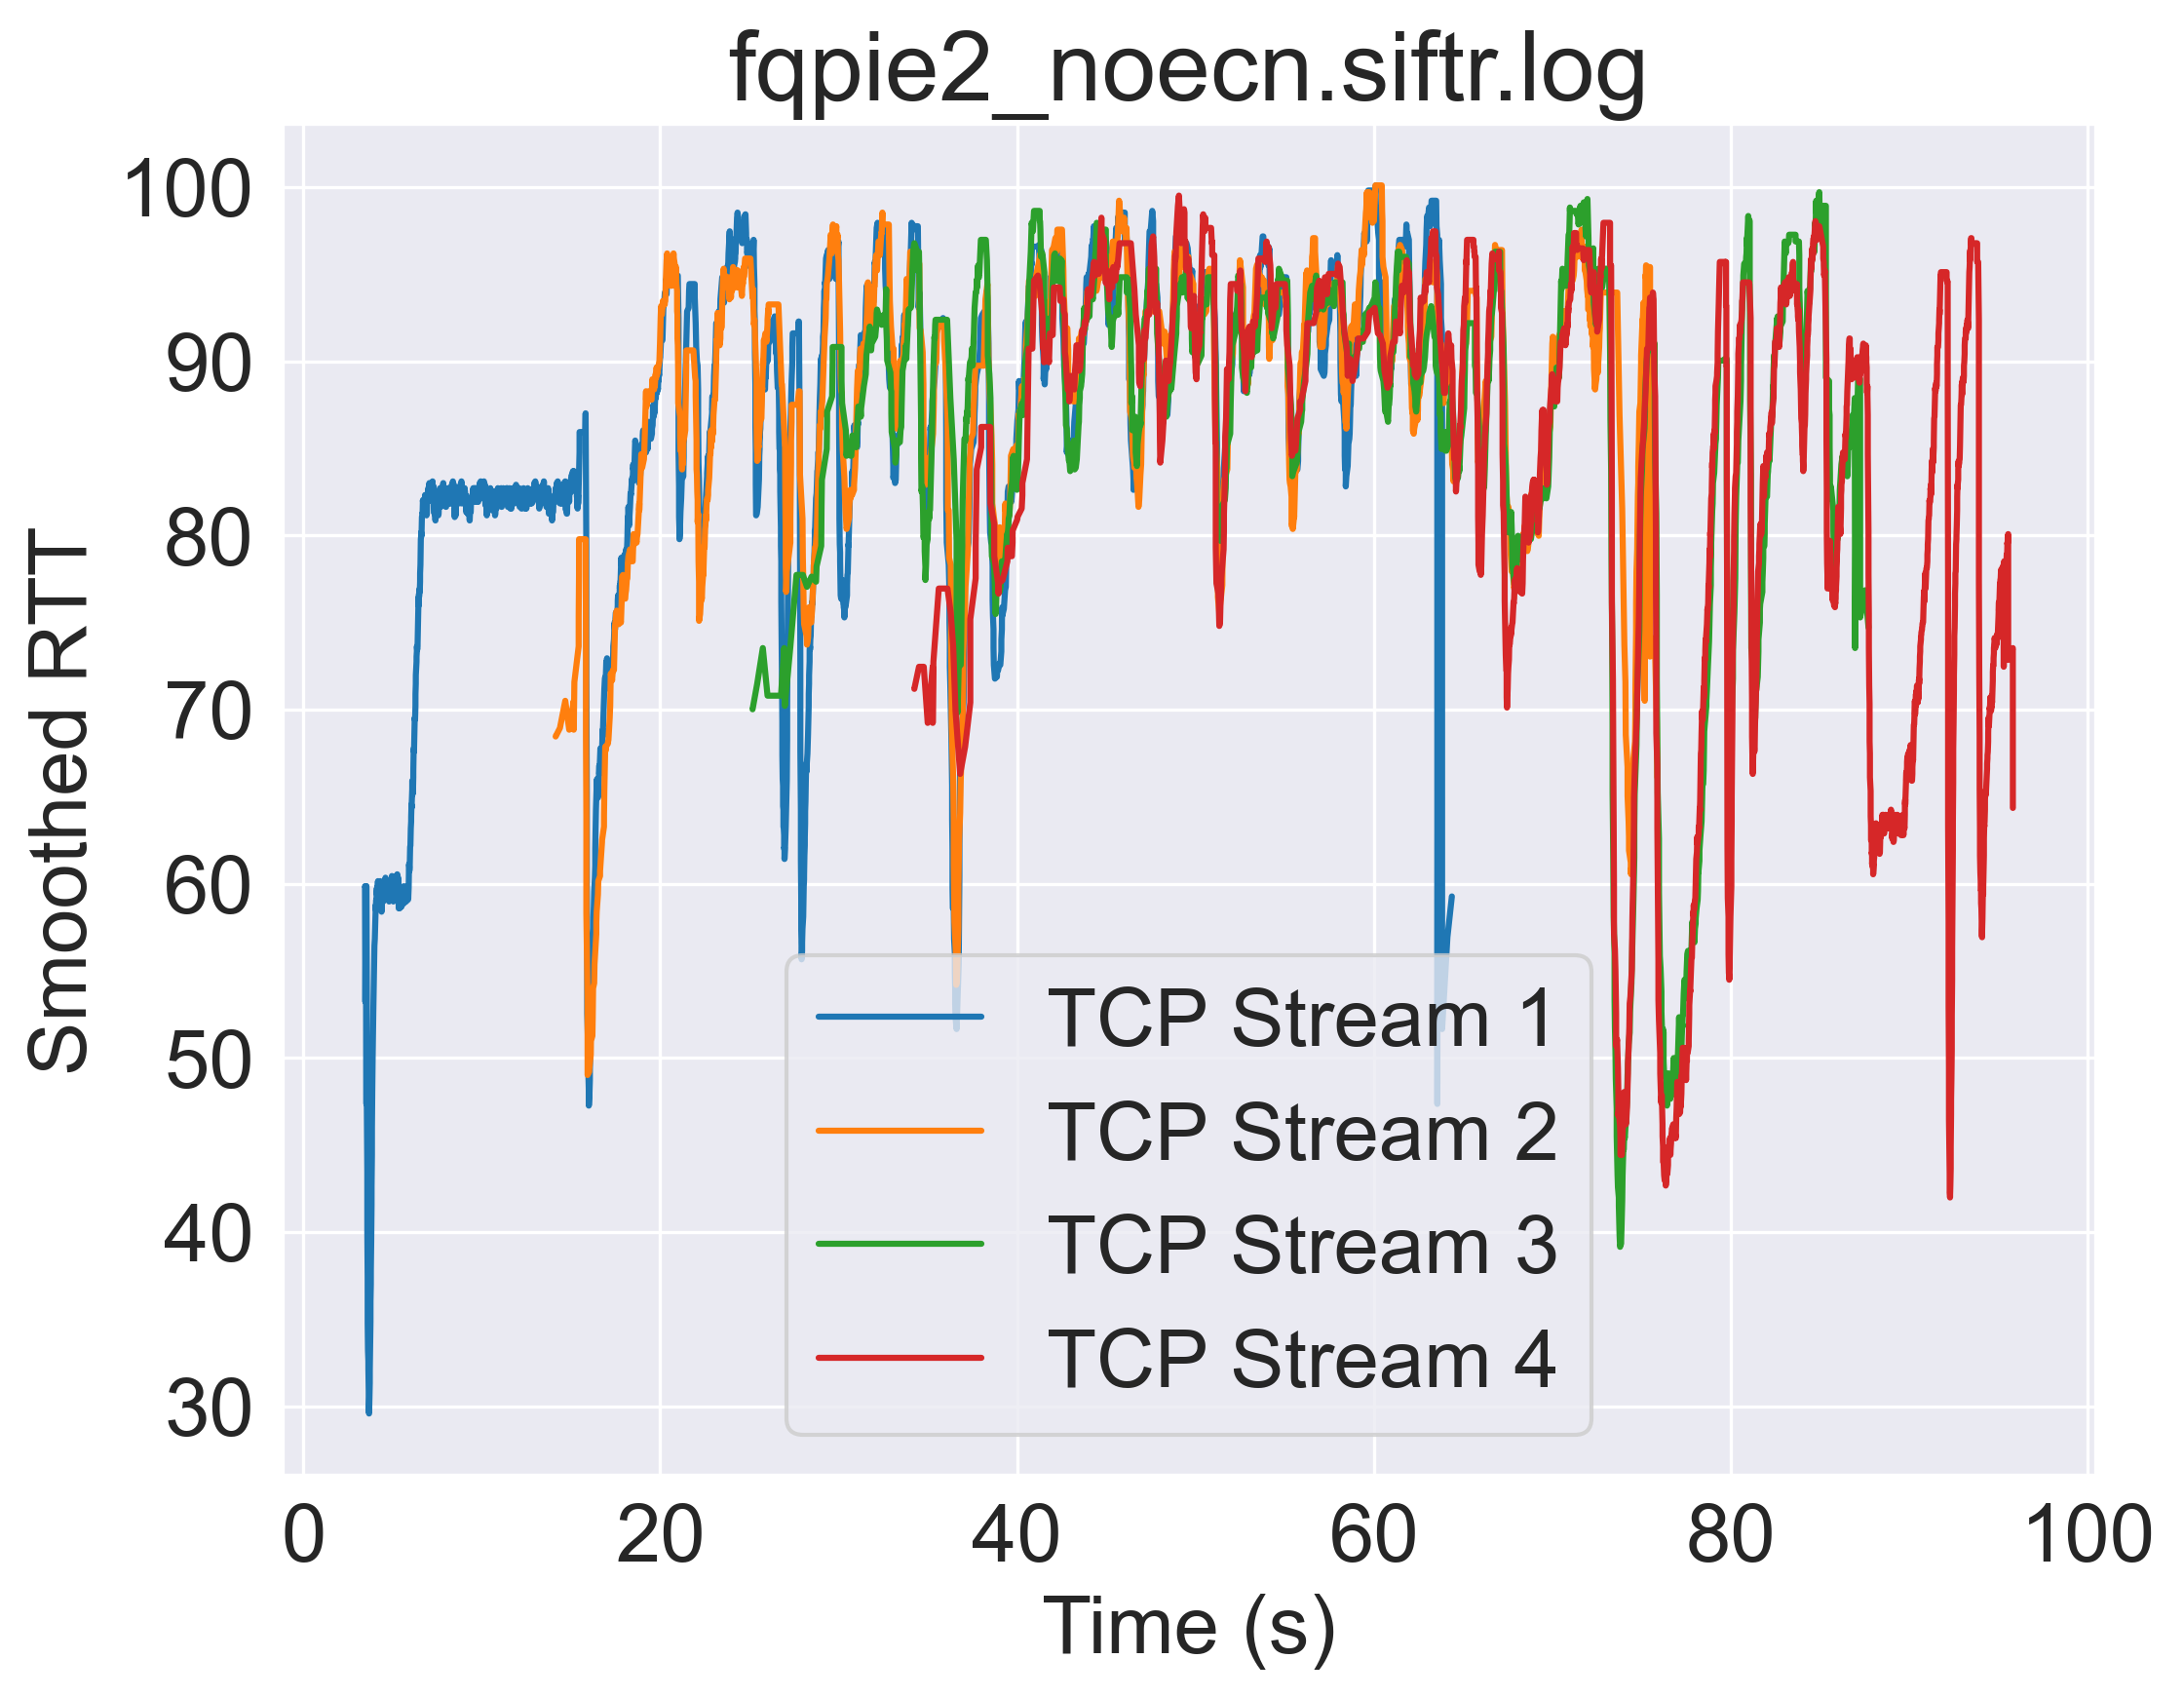 fqpie2_noecn.siftr.log
Smoothed RTT
100
90
80
70
60
50
40
30
TCP Stream 1
TCP Stream 2
TCP Stream 3
TCP Stream 4
0 20 40 60 80 100
Time (s)